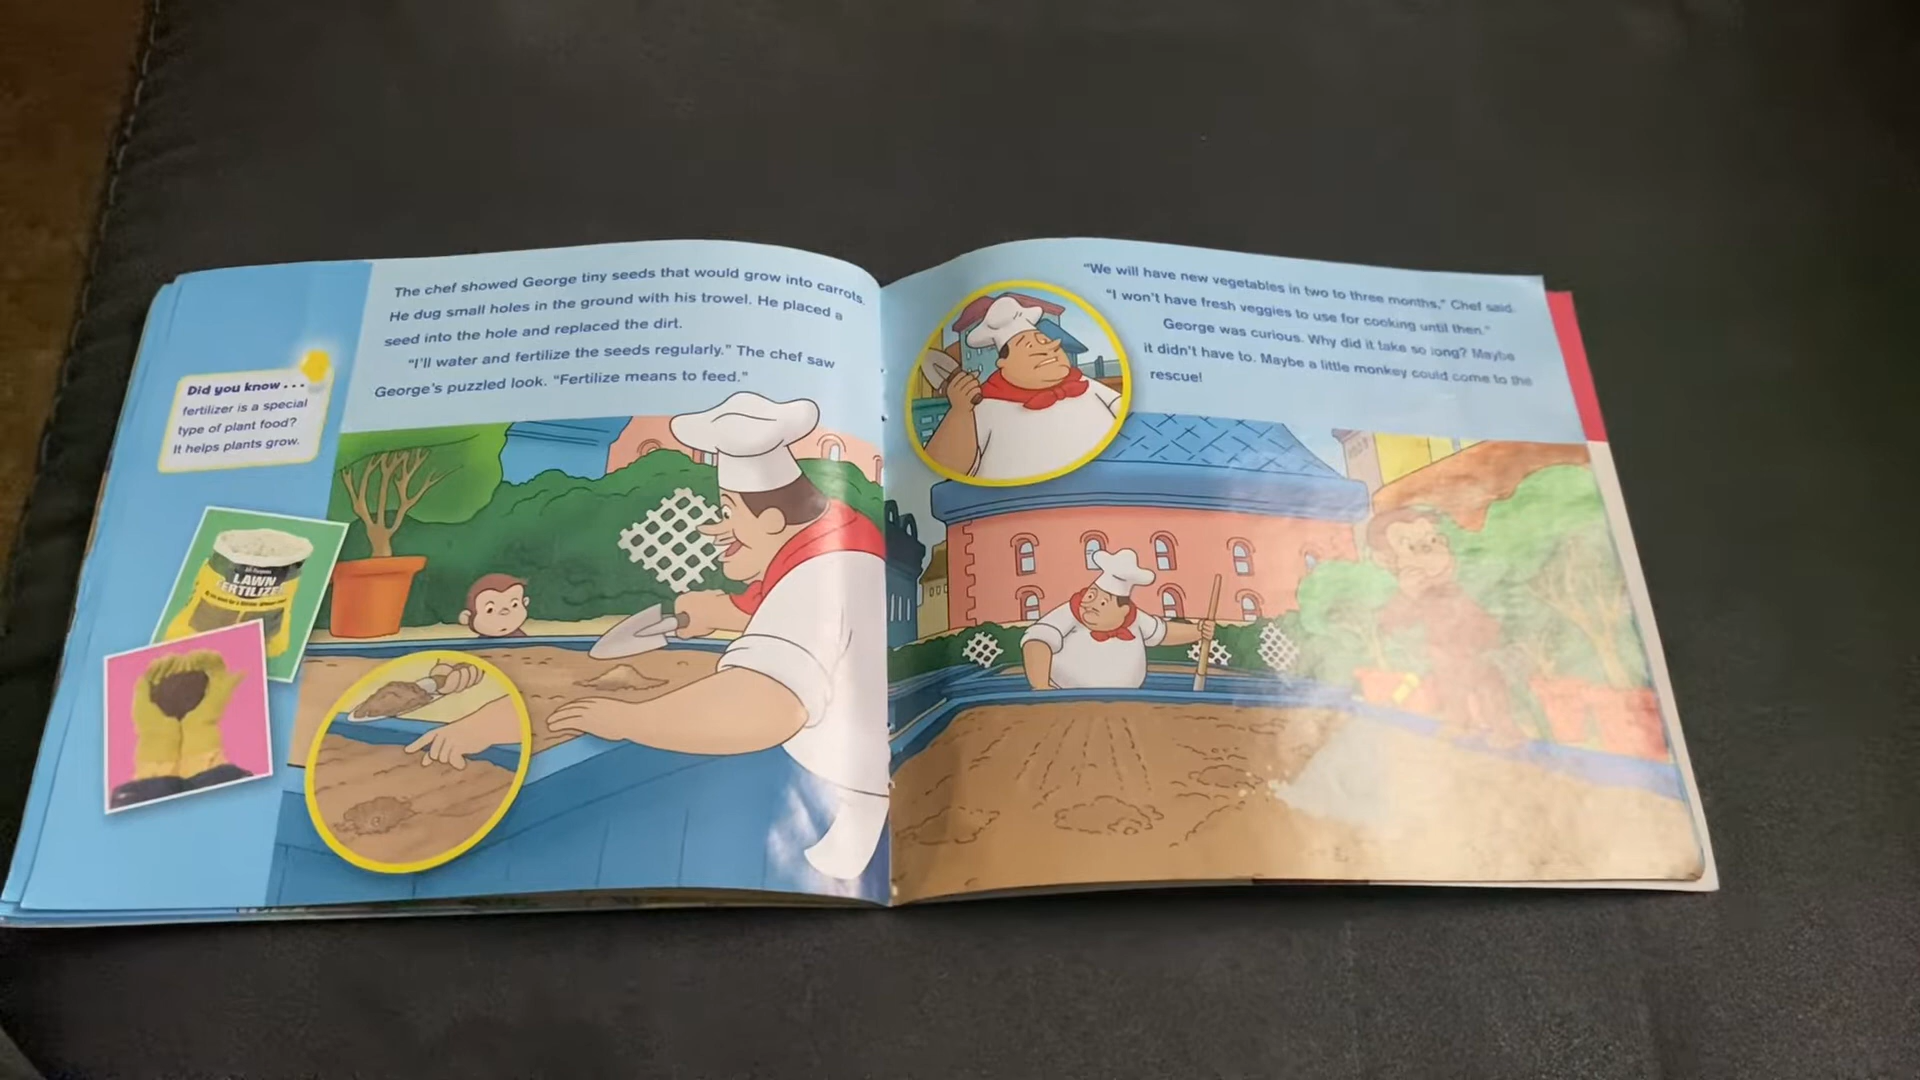 The chef showed George tiny seeds that would grow into carrots.
He dug small holes in the ground with his trowel. He placed a
seed into the hole and replaced the dirt.
"I'll water and fertilize the seeds regularly." The chef saw
George's puzzled look. "Fertilize means to feed."
Did you know . . .
fertilizer is a special
type of plant food?
It helps plants grow.
LAWN
FERTILIZE
"We will have new vegetables in two to three months," Chef said.
"I won't have fresh veggies to use for cooking until then."
George was curious. Why did it take so long? Maybe
it didn't have to. Maybe a little monkey could come to the
rescue!